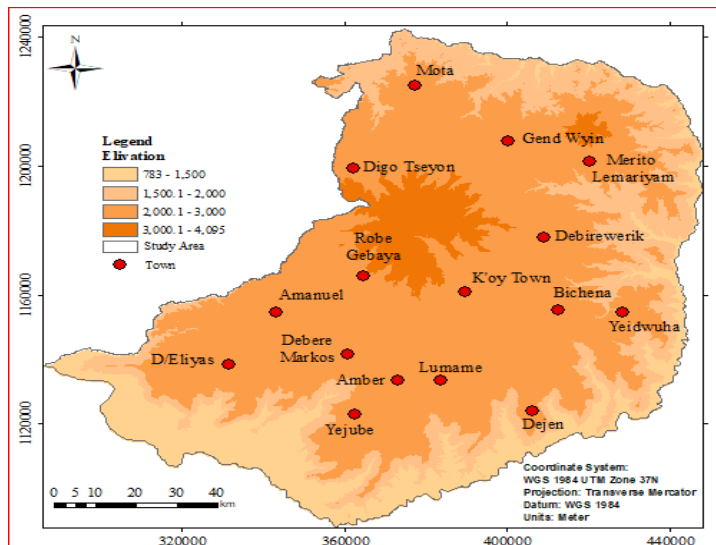 1240000
1200000
1160000
1120000
N
Mota
Gend Wyin
Merito
Lemariyam
Digo Tseyon
Legend
Elivation
783 - 1,500
1,500.1 - 2,000
2,000.1 - 3,000
3,000.1 - 4,095
Study Area
Town
Debirewerik
Robe
Gebaya
K'oy Town
Bichena
Yeidwuha
Amanuel
Debere
Markos
D/Eliyas
Amber
Lumame
Yejube
Dejen
Coordinate System:
WGS 1984 UTM Zone 37N
Projection: Transverse Mercator
Datum: WGS 1984
Units: Meter
0 5 10 20 30 40
km
320000
360000
400000
440000